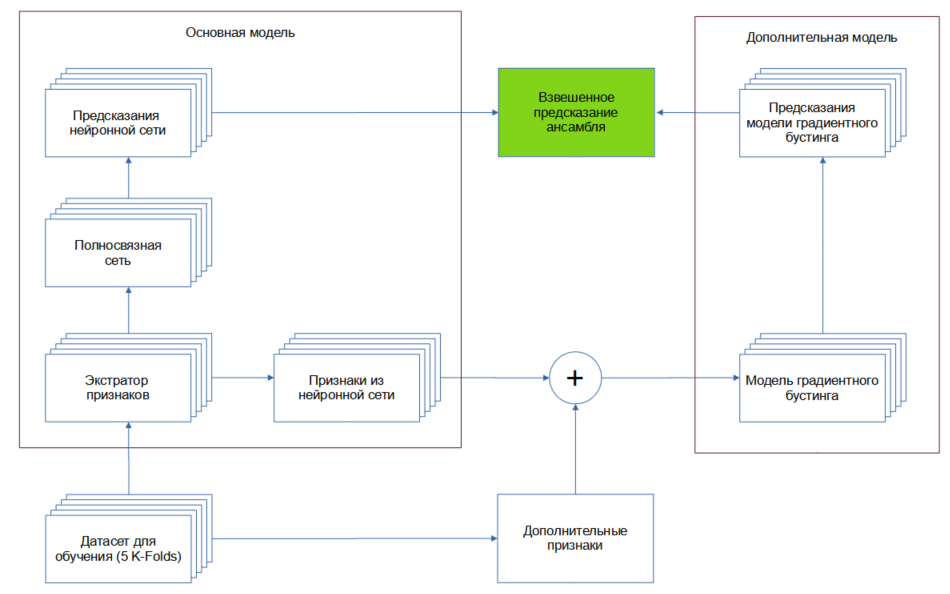 Основная модель
Дополнительная модель
Предсказания
нейронной сети
Взвешенное
предсказание
ансамбля
Предсказания
модели градиентного
бустинга
Полносвязная
сеть
Экстратор
признаков
Признаки из
нейронной сети
+
Модель градиентного
бустинга
Датасет для
обучения (5 K-Folds)
Дополнительные
признаки